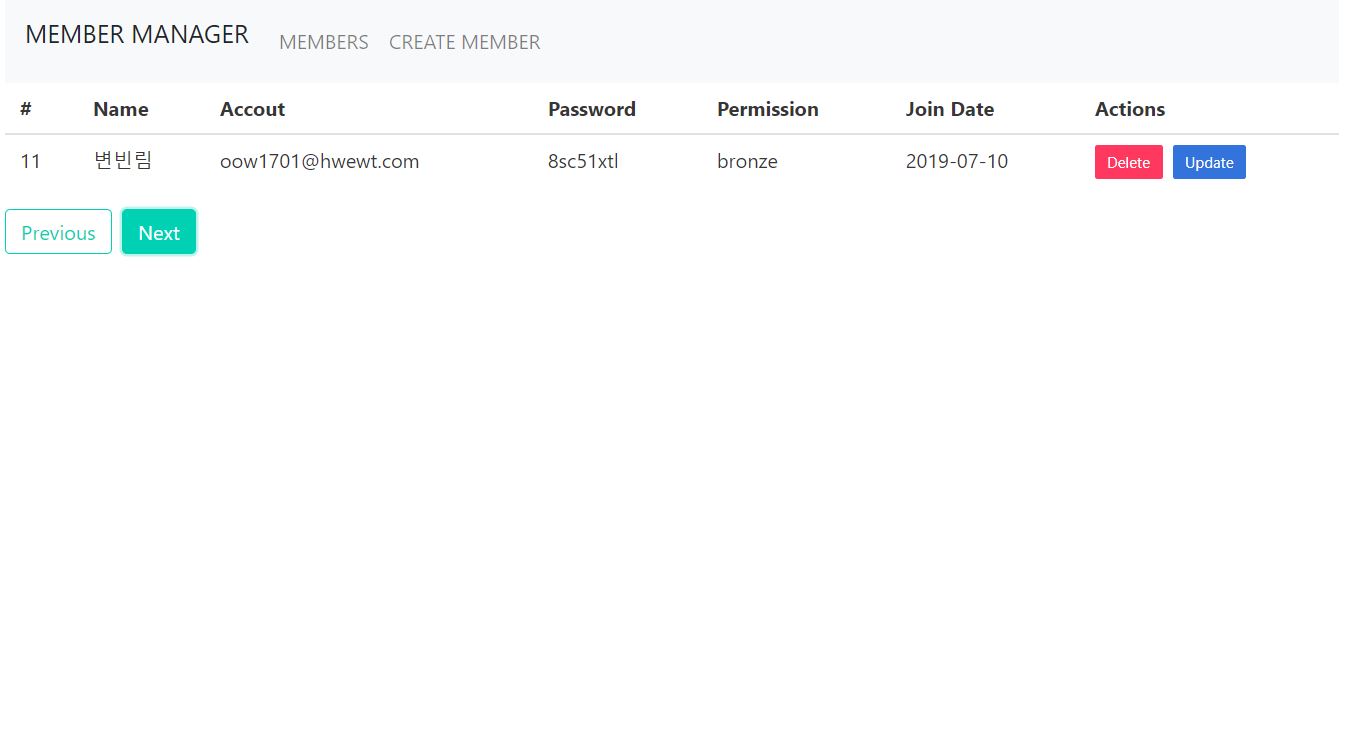 MEMBER MANAGER MEMBERS CREATE MEMBER
# Name Accout Password Permission Join Date Actions
11 변빈림 oow1701@hwewt.com 8sc51xtl bronze 2019-07-10 Delete Update
Previous Next